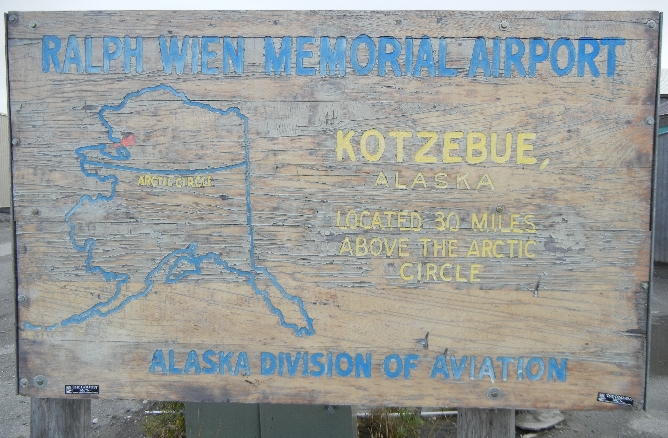 RALPH WIEN MEMORIAL AIRPORT
KOTZEBUE,
ALASKA
ARCTIC CIRCLE
LOCATED 30 MILES
ABOVE THE ARCTIC
CIRCLE
ALASKA DIVISION OF AVIATION